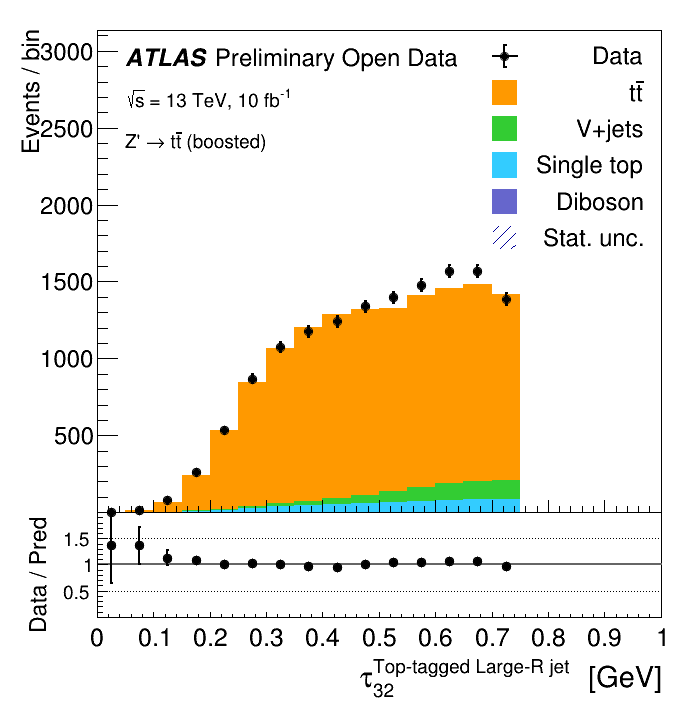 Events / bin
3000
2500
2000
1500
1000
500
ATLAS Preliminary Open Data
√s = 13 TeV, 10 fb⁻¹
Z' → tt̄ (boosted)
Data
tt̄
V+jets
Single top
Diboson
Stat. unc.
Data / Pred
1.5
1
0.5
0 0.1 0.2 0.3 0.4 0.5 0.6 0.7 0.8 0.9 1
τ₃₂^Top-tagged Large-R jet [GeV]